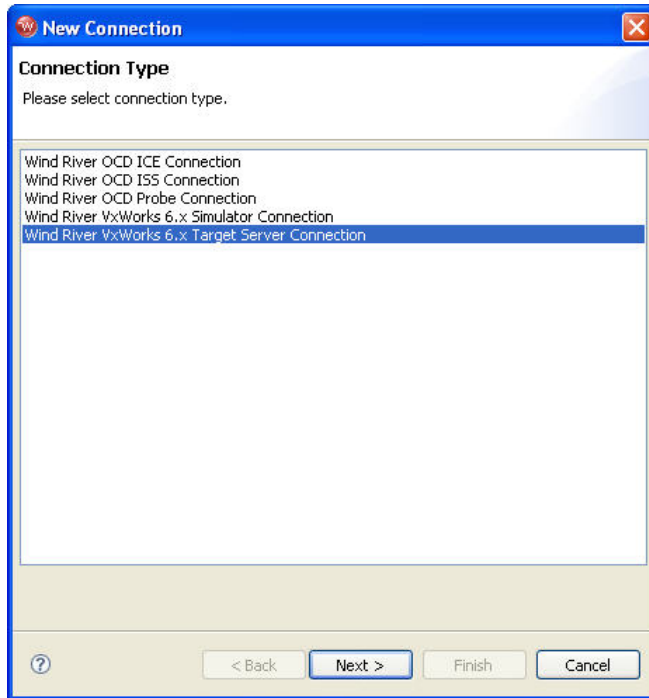 New Connection
Connection Type
Please select connection type.
Wind River OCD ICE Connection
Wind River OCD ISS Connection
Wind River OCD Probe Connection
Wind River VxWorks 6.x Simulator Connection
Wind River VxWorks 6.x Target Server Connection
? < Back Next > Finish Cancel